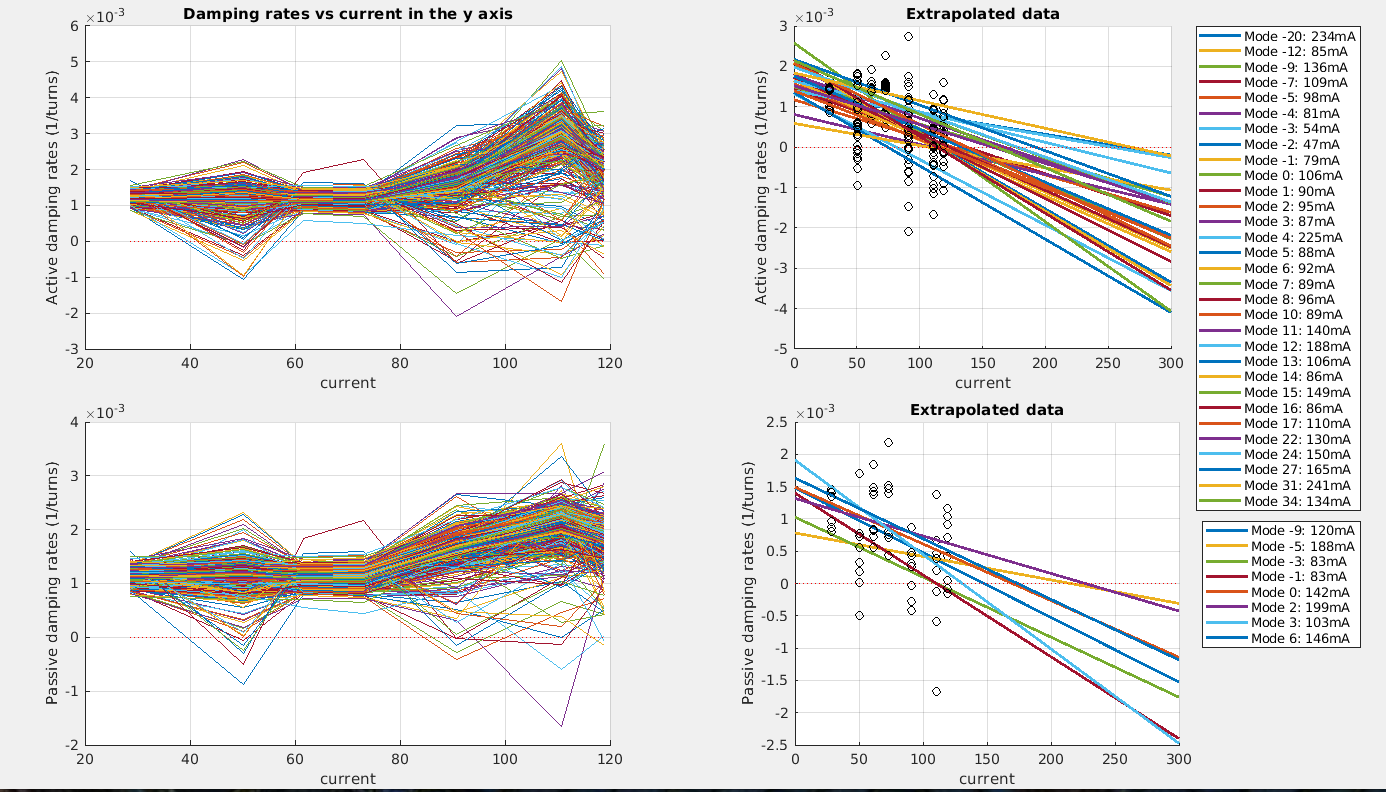 Damping rates vs current in the y axis
×10-3
6
5
4
3
2
1
0
-1
-2
-3
20
40
60
80
100
120
current
Active damping rates (1/turns)
Extrapolated data
×10-3
3
2
1
0
-1
-2
-3
-4
-5
0
50
100
150
200
250
300
current
Active damping rates (1/turns)
Mode -20: 234mA
Mode -12: 85mA
Mode -9: 136mA
Mode -7: 109mA
Mode -5: 98mA
Mode -4: 81mA
Mode -3: 54mA
Mode -2: 47mA
Mode -1: 79mA
Mode 0: 106mA
Mode 1: 90mA
Mode 2: 95mA
Mode 3: 87mA
Mode 4: 225mA
Mode 5: 88mA
Mode 6: 92mA
Mode 7: 89mA
Mode 8: 96mA
Mode 10: 89mA
Mode 11: 140mA
Mode 12: 188mA
Mode 13: 106mA
Mode 14: 86mA
Mode 15: 149mA
Mode 16: 86mA
Mode 17: 110mA
Mode 22: 130mA
Mode 24: 150mA
Mode 27: 165mA
Mode 31: 241mA
Mode 34: 134mA
×10-3
4
3
2
1
0
-1
-2
20
40
60
80
100
120
current
Passive damping rates (1/turns)
Extrapolated data
×10-3
2.5
2
1.5
1
0.5
0
-0.5
-1
-1.5
-2
-2.5
0
50
100
150
200
250
300
current
Passive damping rates (1/turns)
Mode -9: 120mA
Mode -5: 188mA
Mode -3: 83mA
Mode -1: 83mA
Mode 0: 142mA
Mode 2: 199mA
Mode 3: 103mA
Mode 6: 146mA